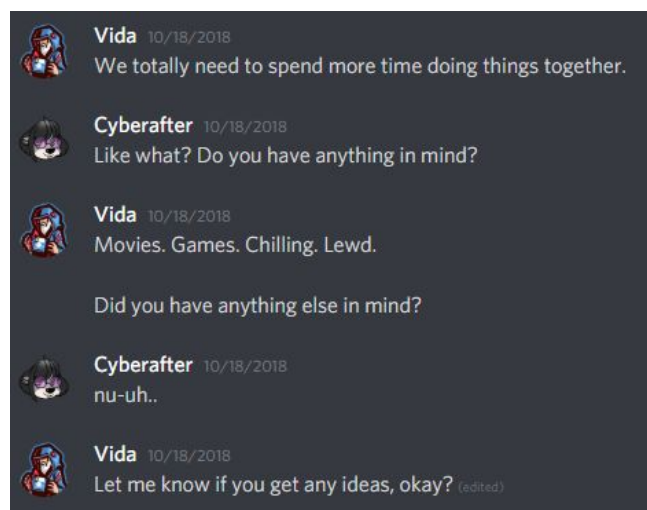 Vida 10/18/2018
We totally need to spend more time doing things together.
Cyberafter 10/18/2018
Like what? Do you have anything in mind?
Vida 10/18/2018
Movies. Games. Chilling. Lewd.
Did you have anything else in mind?
Cyberafter 10/18/2018
nu-uh..
Vida 10/18/2018
Let me know if you get any ideas, okay? (edited)